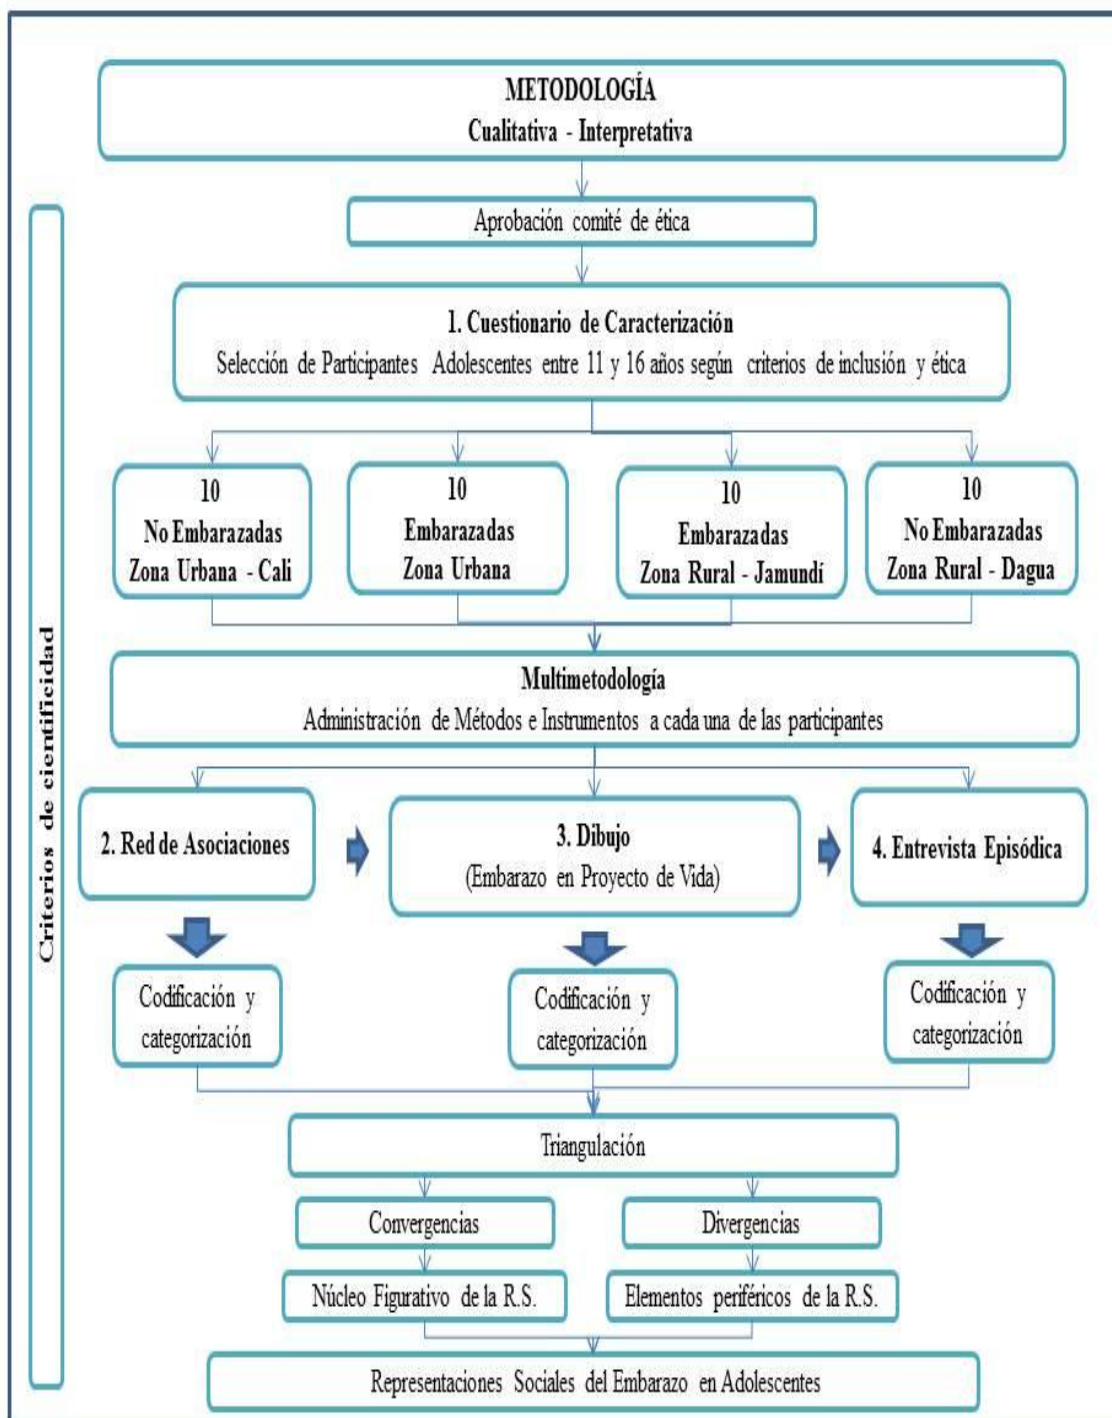 METODOLOGÍA
Cualitativa - Interpretativa
Aprobación comité de ética
Criterios de cientificidad
1. Cuestionario de Caracterización
Selección de Participantes Adolescentes entre 11 y 16 años según criterios de inclusión y ética
10
No Embarazadas
Zona Urbana - Cali
10
Embarazadas
Zona Urbana
10
Embarazadas
Zona Rural - Jamundí
10
No Embarazadas
Zona Rural - Dagua
Multimetodología
Administración de Métodos e Instrumentos a cada una de las participantes
2. Red de Asociaciones
3. Dibujo
(Embarazo en Proyecto de Vida)
4. Entrevista Episódica
Codificación y
categorización
Codificación y
categorización
Codificación y
categorización
Triangulación
Convergencias
Divergencias
Núcleo Figurativo de la R.S.
Elementos periféricos de la R.S.
Representaciones Sociales del Embarazo en Adolescentes